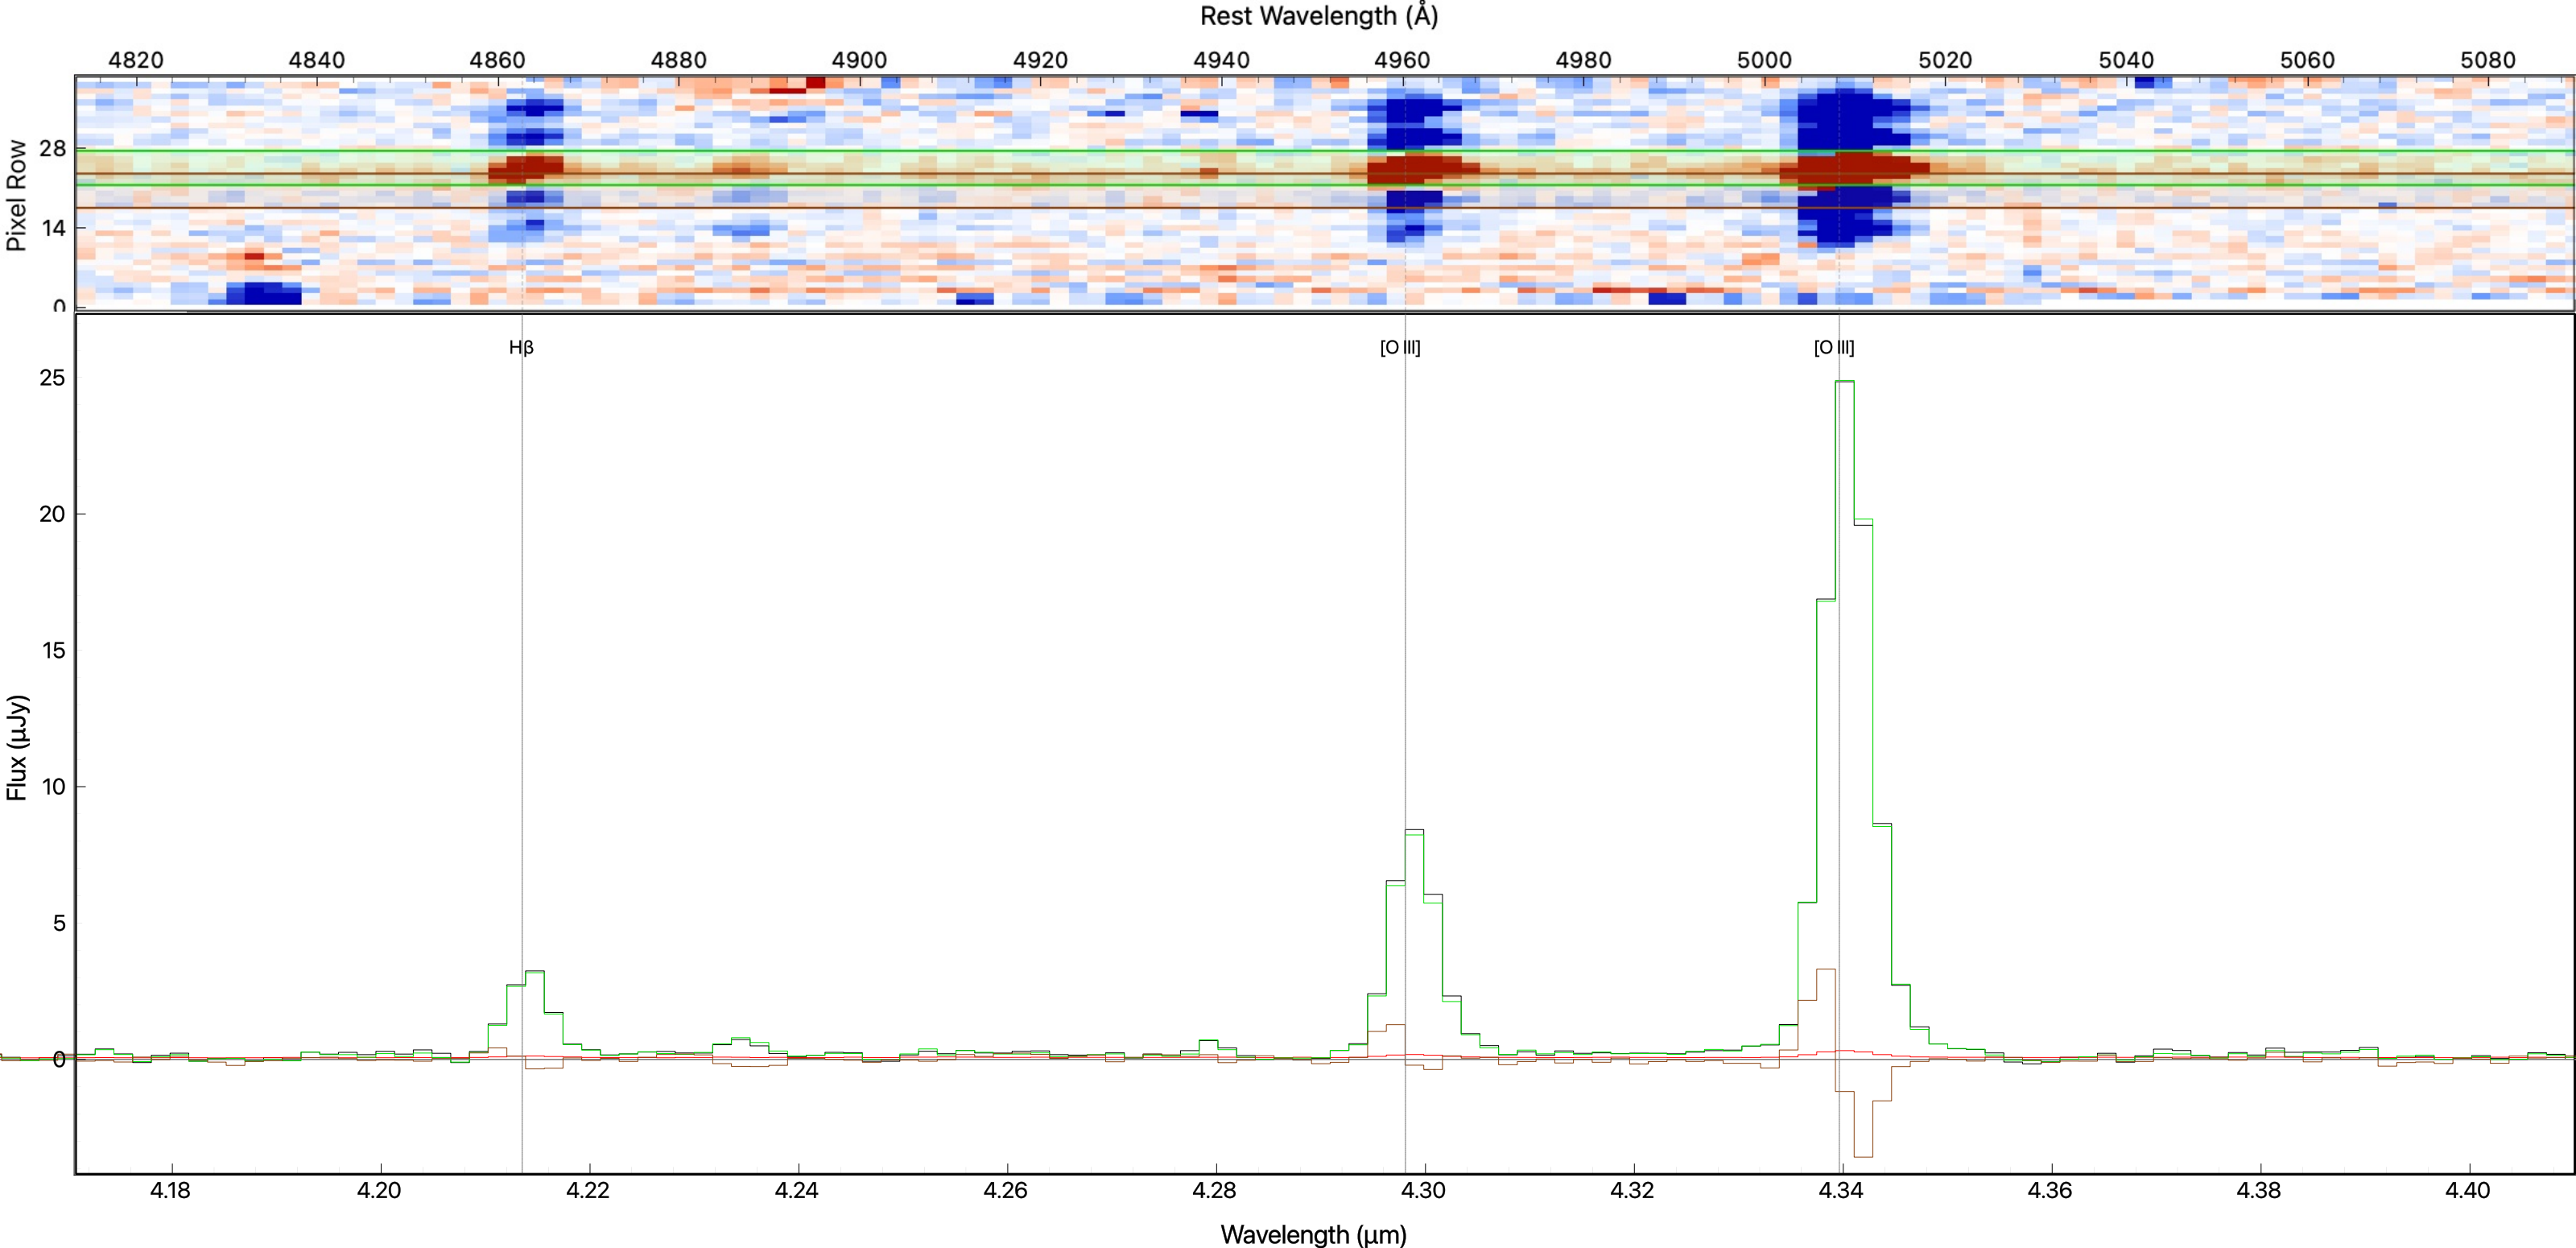 Rest Wavelength (Å)
4820 4840 4860 4880 4900 4920 4940 4960 4980 5000 5020 5040 5060 5080
Pixel Row
28
14
0
Hβ [O III] [O III]
Flux (μJy)
25
20
15
10
5
0
4.18 4.20 4.22 4.24 4.26 4.28 4.30 4.32 4.34 4.36 4.38 4.40
Wavelength (μm)